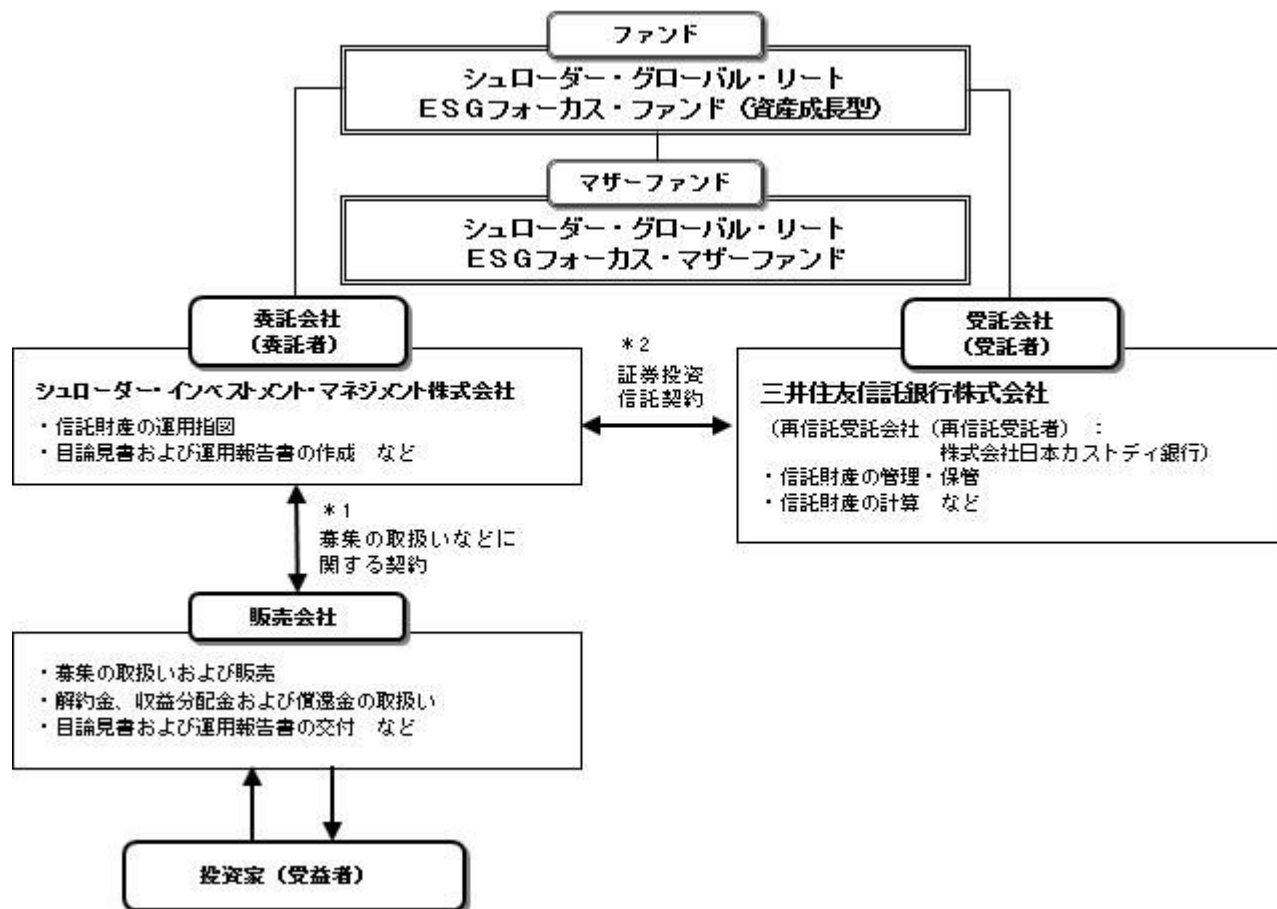 ファンド
シュローダー・グローバル・リート
ESGフォーカス・ファンド(資産成長型)
マザーファンド
シュローダー・グローバル・リート
ESGフォーカス・マザーファンド
委託会社
(委託者)
シュローダー・インベストメント・マネジメント株式会社
・信託財産の運用指図
・目論見書および運用報告書の作成 など
*2
証券投資
信託契約
受託会社
(受託者)
三井住友信託銀行株式会社
(再信託受託会社(再信託受託者) :
株式会社日本カストディ銀行)
・信託財産の管理・保管
・信託財産の計算 など
*1
募集の取扱いなどに
関する契約
販売会社
・募集の取扱いおよび販売
・解約金、収益分配金および償還金の取扱い
・目論見書および運用報告書の交付 など
投資家(受益者)